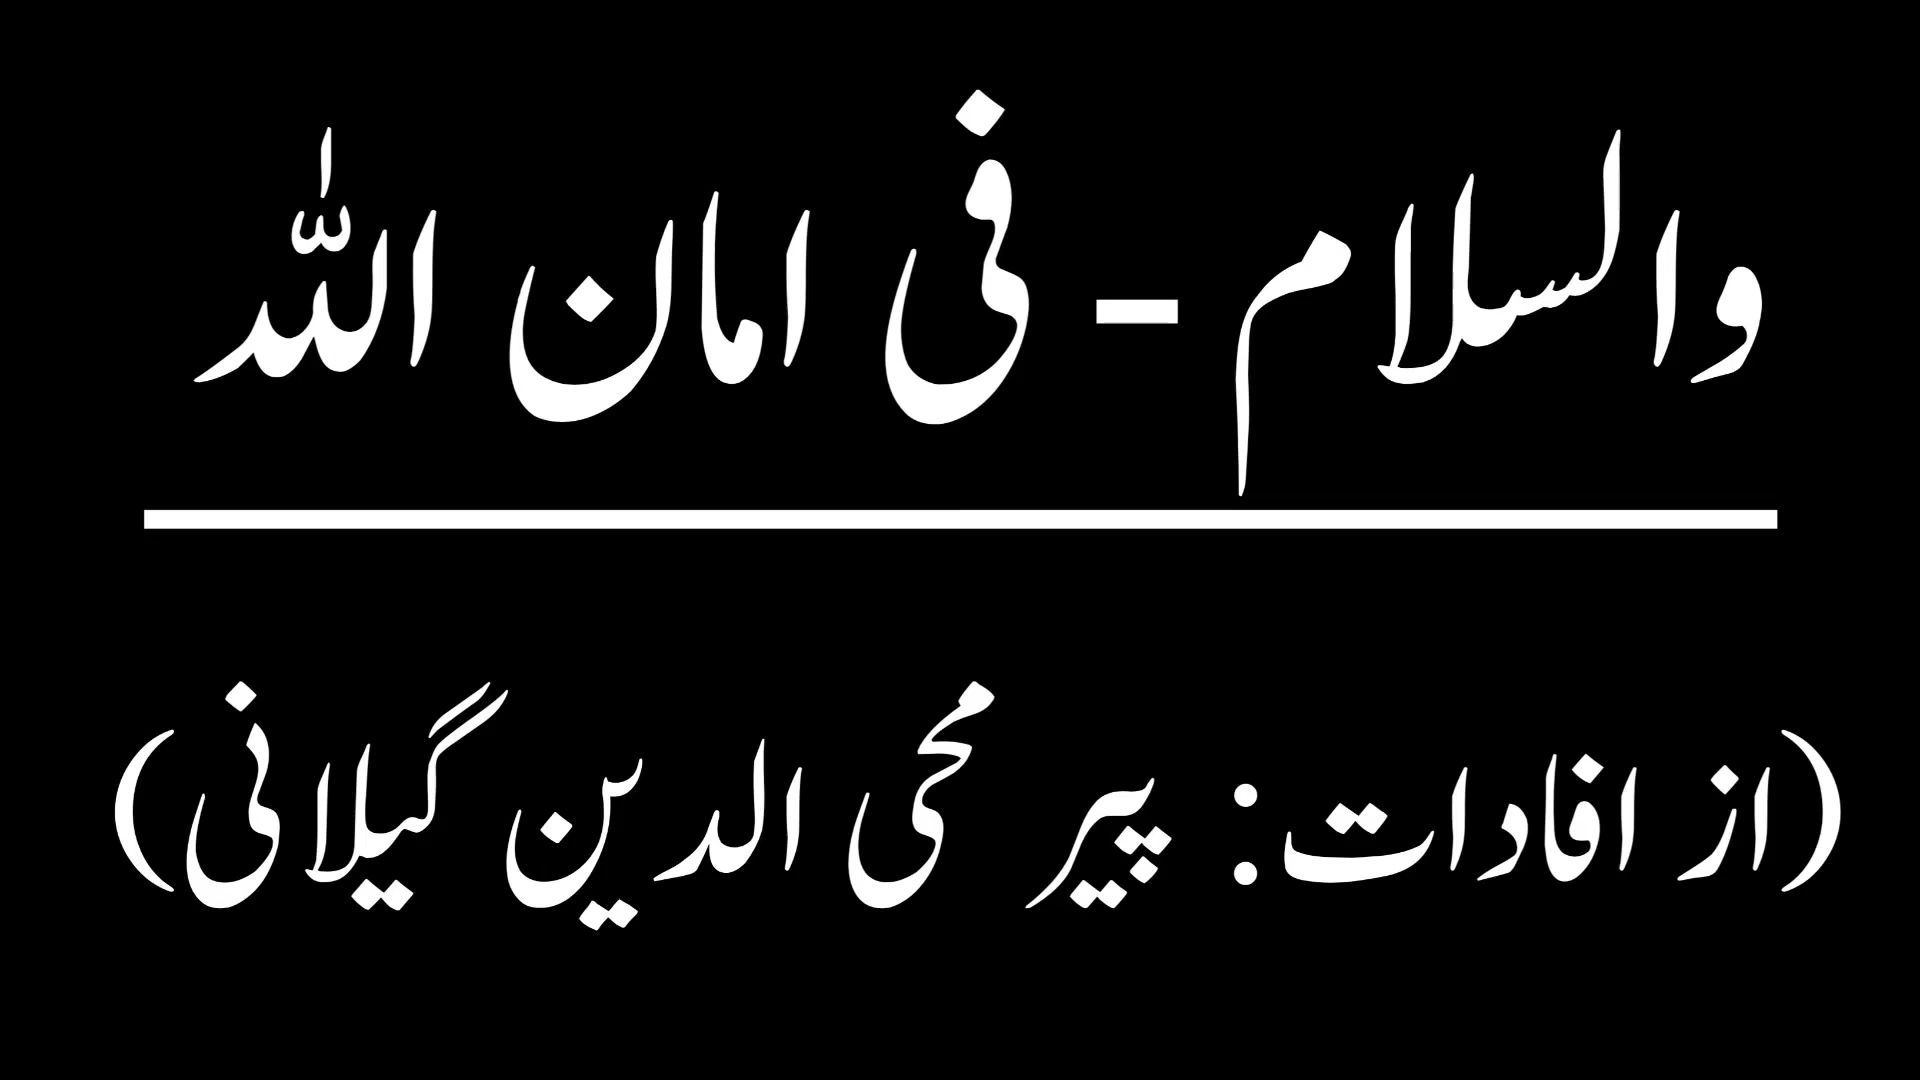 والسلام - فی امان اللہ
(از افادات: پیر محی الدین گیلانی)